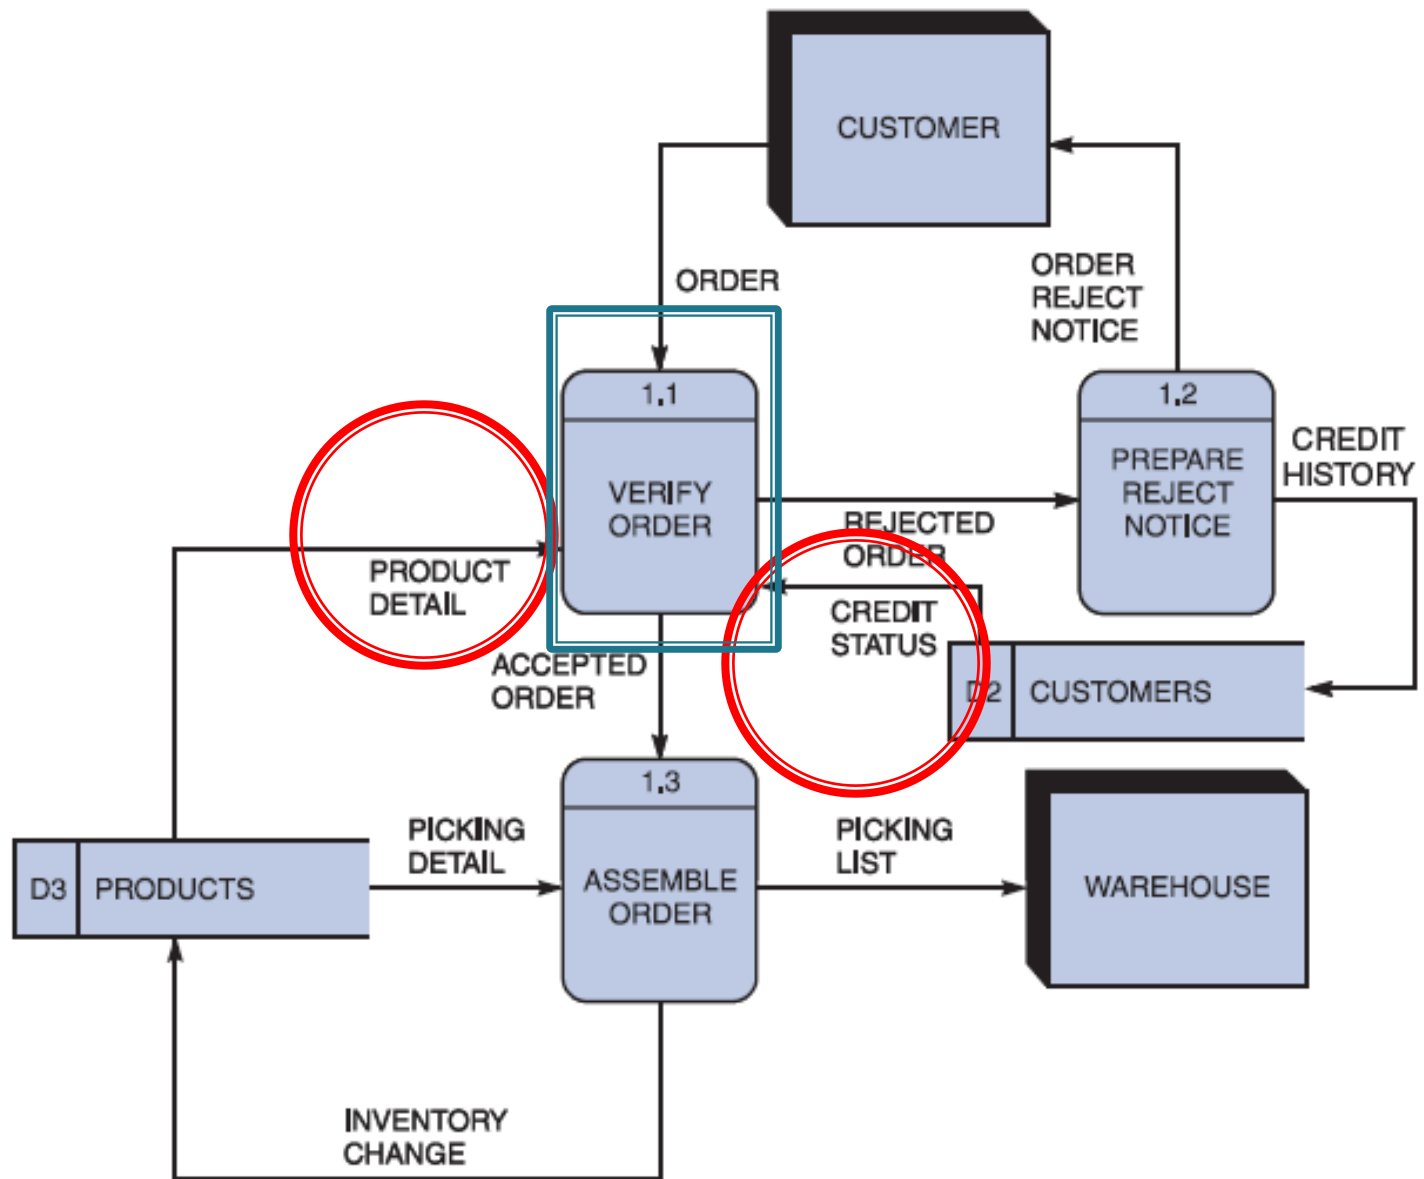 CUSTOMER
ORDER
ORDER
REJECT
NOTICE
1.1
VERIFY
ORDER
1.2
PREPARE
REJECT
NOTICE
CREDIT
HISTORY
REJECTED
ORDER
PRODUCT
DETAIL
CREDIT
STATUS
ACCEPTED
ORDER
D2
CUSTOMERS
1.3
ASSEMBLE
ORDER
PICKING
DETAIL
PICKING
LIST
D3
PRODUCTS
WAREHOUSE
INVENTORY
CHANGE